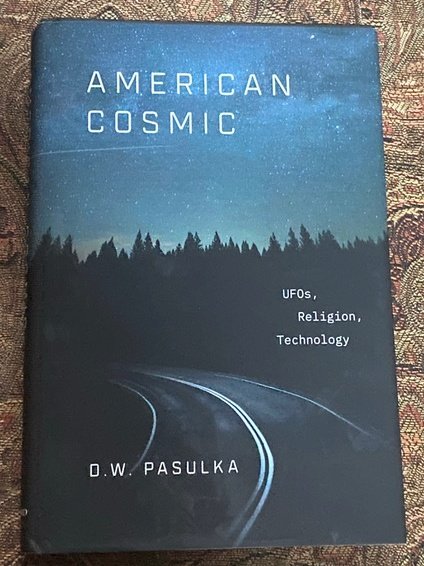 AMERICAN
COSMIC
UFOs,
Religion,
Technology
D.W. PASULKA